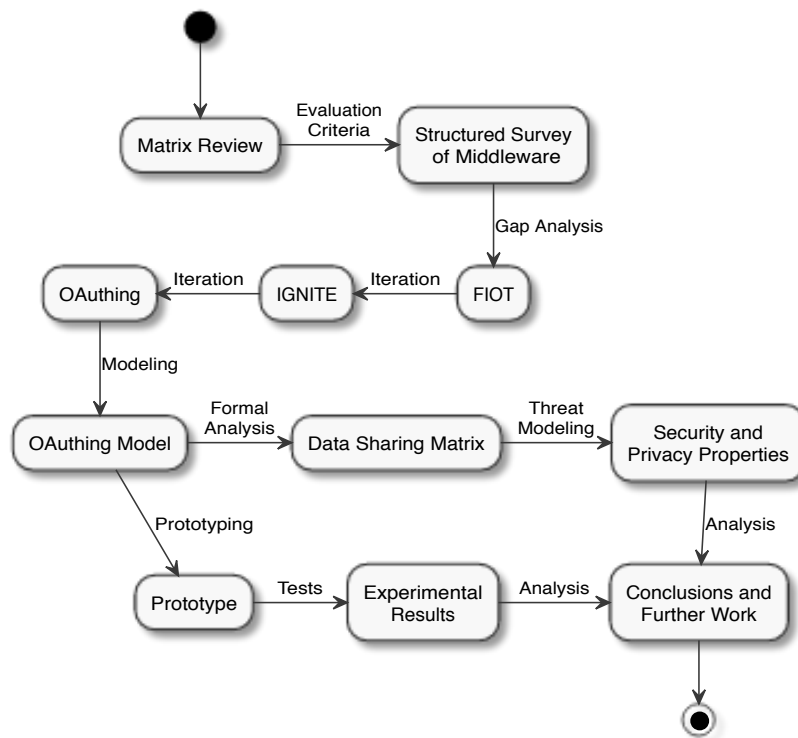 Evaluation
Criteria
Matrix Review
Structured Survey
of Middleware
Gap Analysis
OAuthing
Iteration
IGNITE
Iteration
FIOT
Modeling
OAuthing Model
Formal
Analysis
Data Sharing Matrix
Threat
Modeling
Security and
Privacy Properties
Prototyping
Analysis
Prototype
Tests
Experimental
Results
Analysis
Conclusions and
Further Work